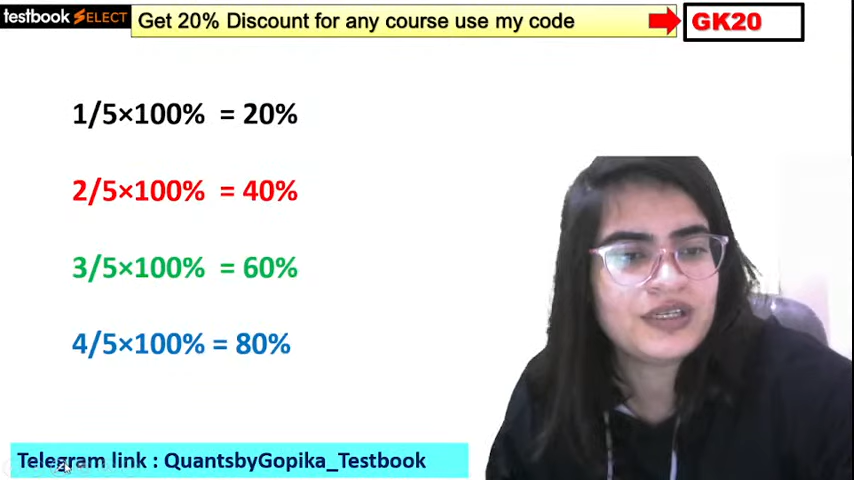 testbook SELECT
Get 20% Discount for any course use my code
GK20
1/5×100% = 20%
2/5×100% = 40%
3/5×100% = 60%
4/5×100% = 80%
Telegram link : QuantsbyGopika_Testbook